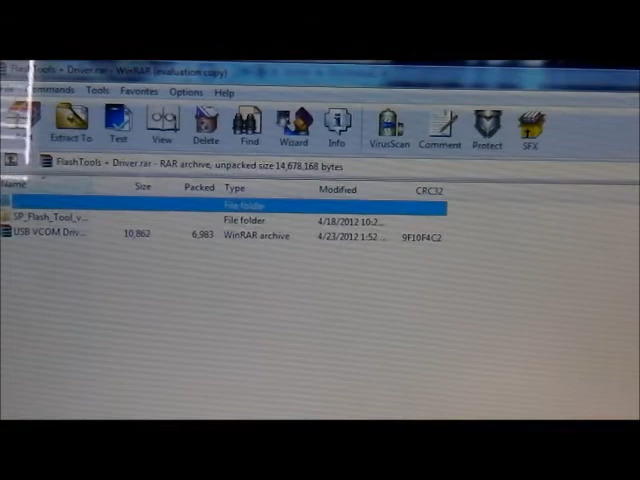 FlashTools + Driver.rar - WinRAR (evaluation copy)
Commands Tools Favorites Options Help
Extract To Test View Delete Find Wizard Info VirusScan Comment Protect SFX
FlashTools + Driver.rar - RAR archive, unpacked size 14,678,168 bytes
Name Size Packed Type Modified CRC32
File folder
SP_Flash_Tool_v... File folder 4/18/2012 10:2...
USB VCOM Driv... 10,862 6,983 WinRAR archive 4/23/2012 1:52 ... 9F10F4C2